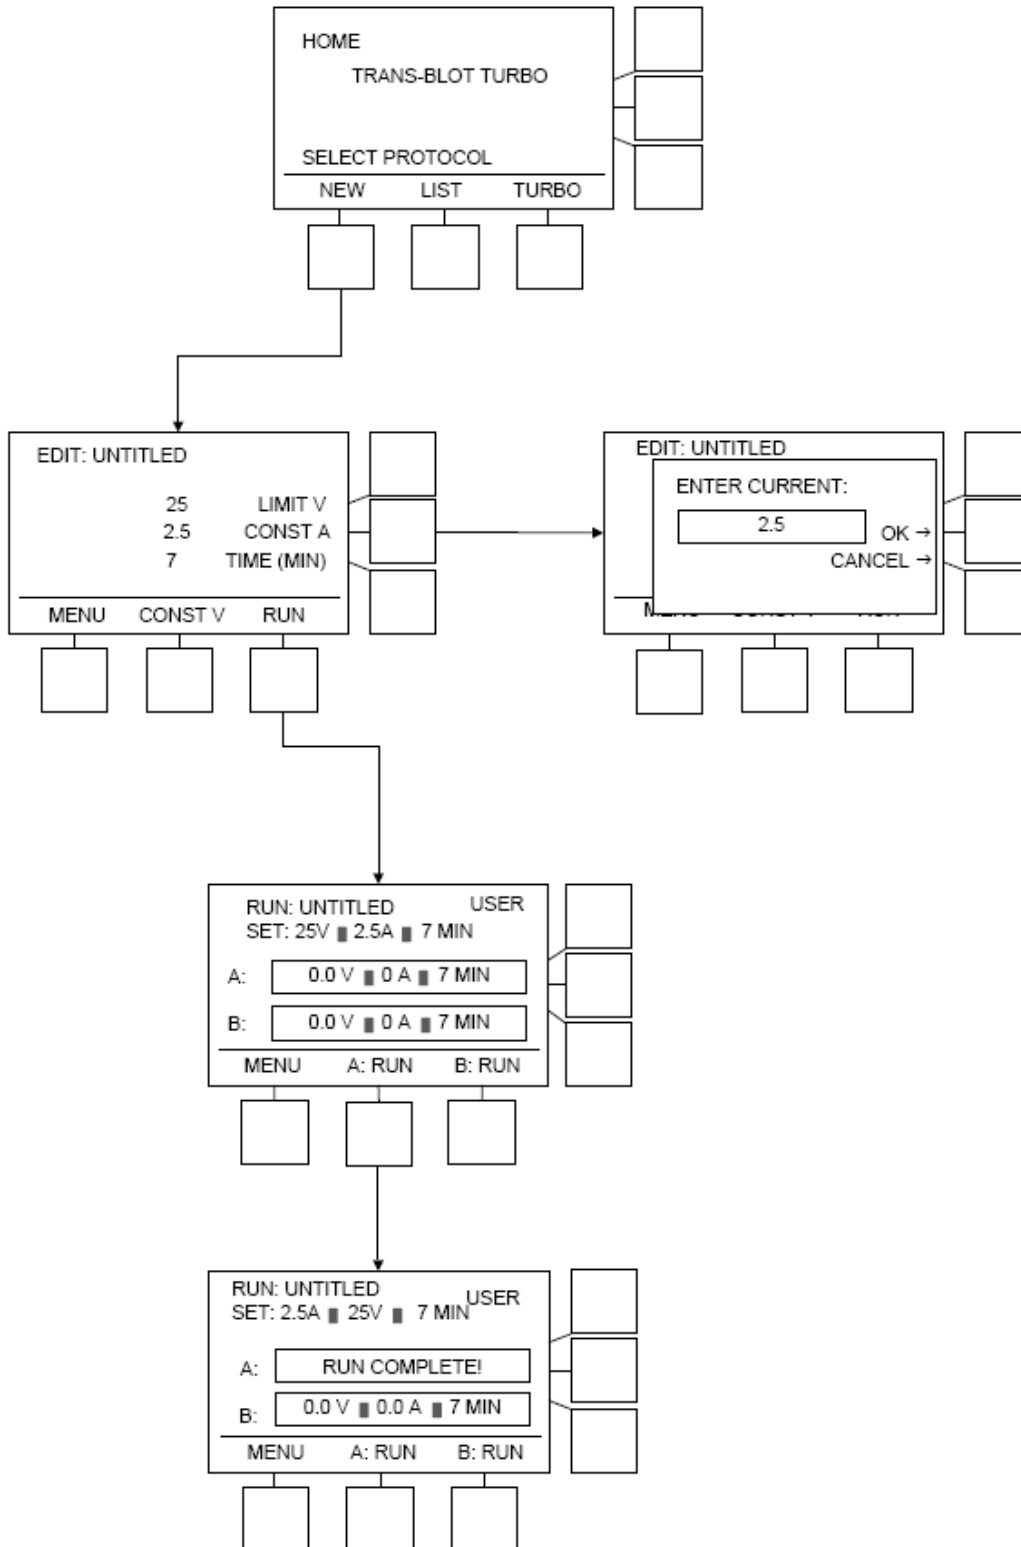 HOME
TRANS-BLOT TURBO
SELECT PROTOCOL
NEW LIST TURBO
EDIT: UNTITLED
25 LIMIT V
2.5 CONST A
7 TIME (MIN)
MENU CONST V RUN
EDIT: UNTITLED
ENTER CURRENT:
2.5
OK →
CANCEL →
RUN: UNTITLED USER
SET: 25V ▮ 2.5A ▮ 7 MIN
A: 0.0 V ▮ 0 A ▮ 7 MIN
B: 0.0 V ▮ 0 A ▮ 7 MIN
MENU A: RUN B: RUN
RUN: UNTITLED USER
SET: 2.5A ▮ 25V ▮ 7 MIN
A: RUN COMPLETE!
B: 0.0 V ▮ 0.0 A ▮ 7 MIN
MENU A: RUN B: RUN